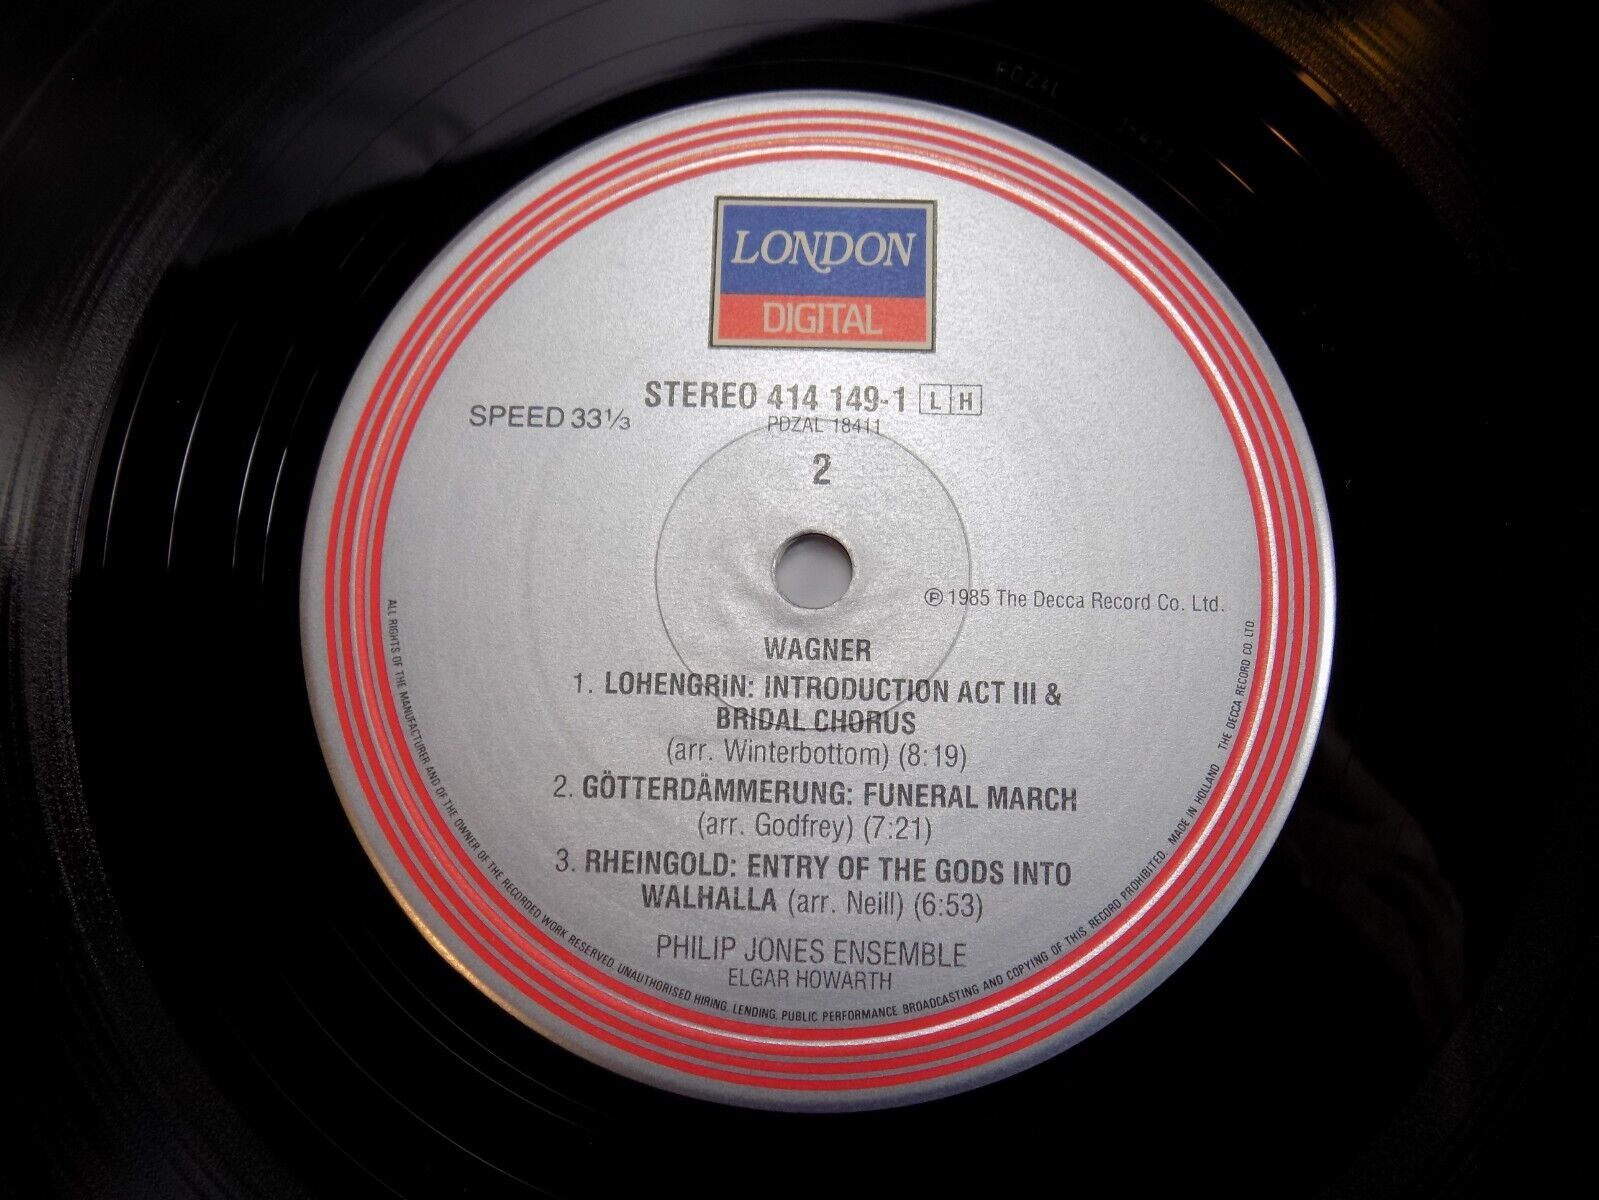 LONDON
DIGITAL
STEREO 414 149-1 L H
SPEED 33⅓
PDZAL 18411
2
℗ 1985 The Decca Record Co. Ltd.
WAGNER
1. LOHENGRIN: INTRODUCTION ACT III &
BRIDAL CHORUS
(arr. Winterbottom) (8:19)
2. GÖTTERDÄMMERUNG: FUNERAL MARCH
(arr. Godfrey) (7:21)
3. RHEINGOLD: ENTRY OF THE GODS INTO
WALHALLA (arr. Neill) (6:53)
PHILIP JONES ENSEMBLE
ELGAR HOWARTH
ALL RIGHTS OF THE MANUFACTURER AND OF THE OWNER OF THE RECORDED WORK RESERVED. UNAUTHORISED HIRING, LENDING, PUBLIC PERFORMANCE BROADCASTING AND COPYING OF THIS RECORD PROHIBITED. MADE IN HOLLAND THE DECCA RECORD CO. LTD.